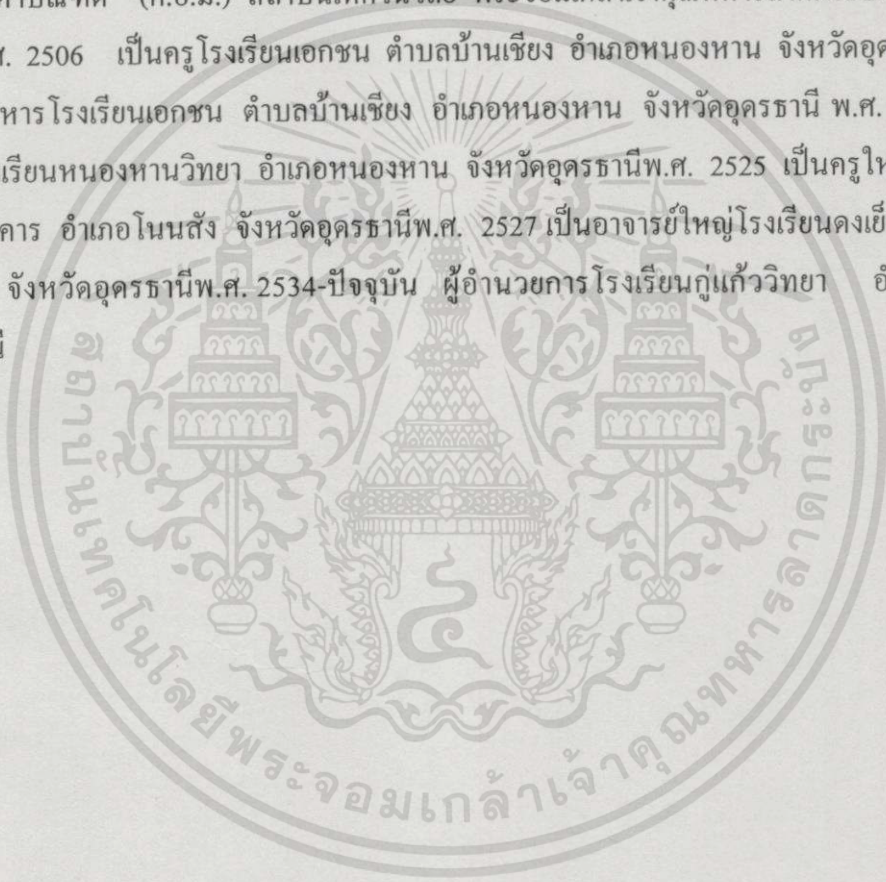 (ค.อ.ม.)
2506 เป็นครูโรงเรียนเอกชน ตำบลบ้านเชียง อำเภอหนองหาน จังหวัดอุด
หารโรงเรียนเอกชน ตำบลบ้านเชียง อำเภอหนองหาน จังหวัดอุดรธานี พ.ศ.
เรียนหนองหานวิทยา อำเภอหนองหาน จังหวัดอุดรธานีพ.ศ. 2525 เป็นครูให
คาร อำเภอโนนสัง จังหวัดอุดรธานีพ.ศ. 2527 เป็นอาจารย์ใหญ่โรงเรียนดงเย็
จังหวัดอุดรธานีพ.ศ. 2534-ปัจจุบัน ผู้อำนวยการโรงเรียนกู่แก้ววิทยา อํ
นี
สถาบันเทคโนโลยีพระจอมเกล้าเจ้าคุณทหารลาดกระบัง
๔